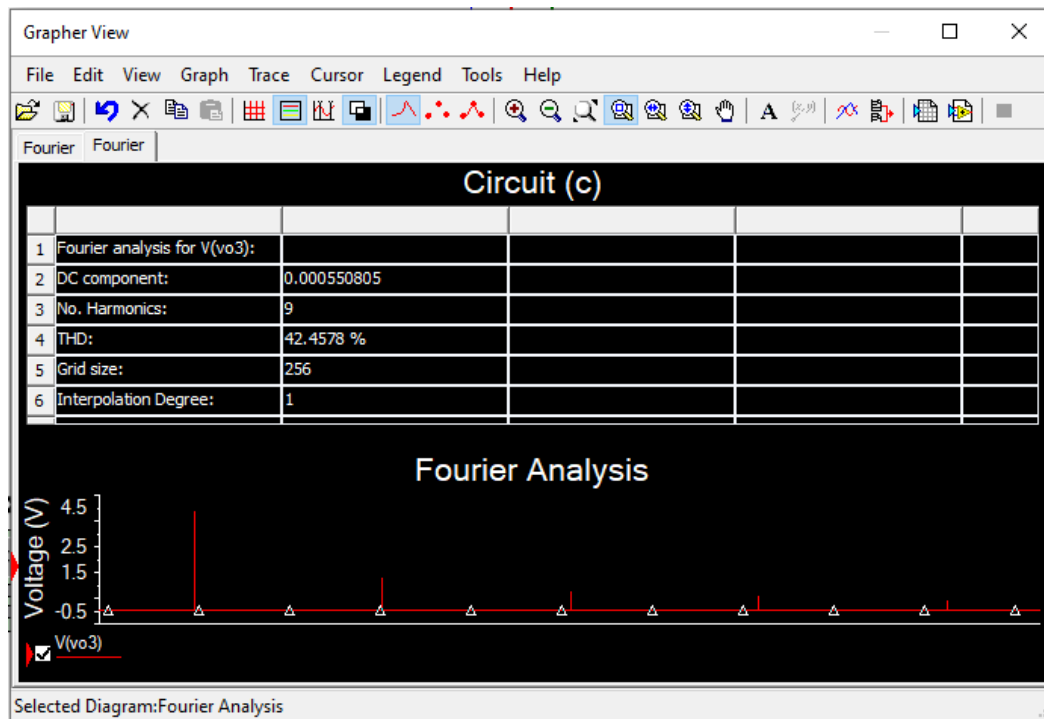 Grapher View
File Edit View Graph Trace Cursor Legend Tools Help
A (x,y)
Fourier Fourier
Circuit (c)
1 Fourier analysis for V(vo3):
2 DC component: 0.000550805
3 No. Harmonics: 9
4 THD: 42.4578 %
5 Grid size: 256
6 Interpolation Degree: 1
Fourier Analysis
Voltage (V)
4.5
2.5
1.5
-0.5
V(vo3)
Selected Diagram:Fourier Analysis